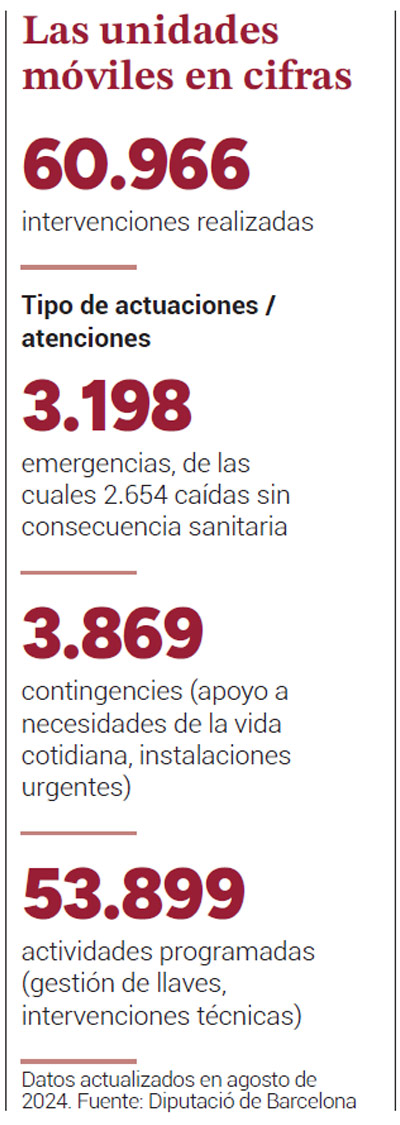 Las unidades
móviles en cifras
60.966
intervenciones realizadas
Tipo de actuaciones /
atenciones
3.198
emergencias, de las
cuales 2.654 caídas sin
consecuencia sanitaria
3.869
contingencies (apoyo a
necesidades de la vida
cotidiana, instalaciones
urgentes)
53.899
actividades programadas
(gestión de llaves,
intervenciones técnicas)
Datos actualizados en agosto de
2024. Fuente: Diputació de Barcelona